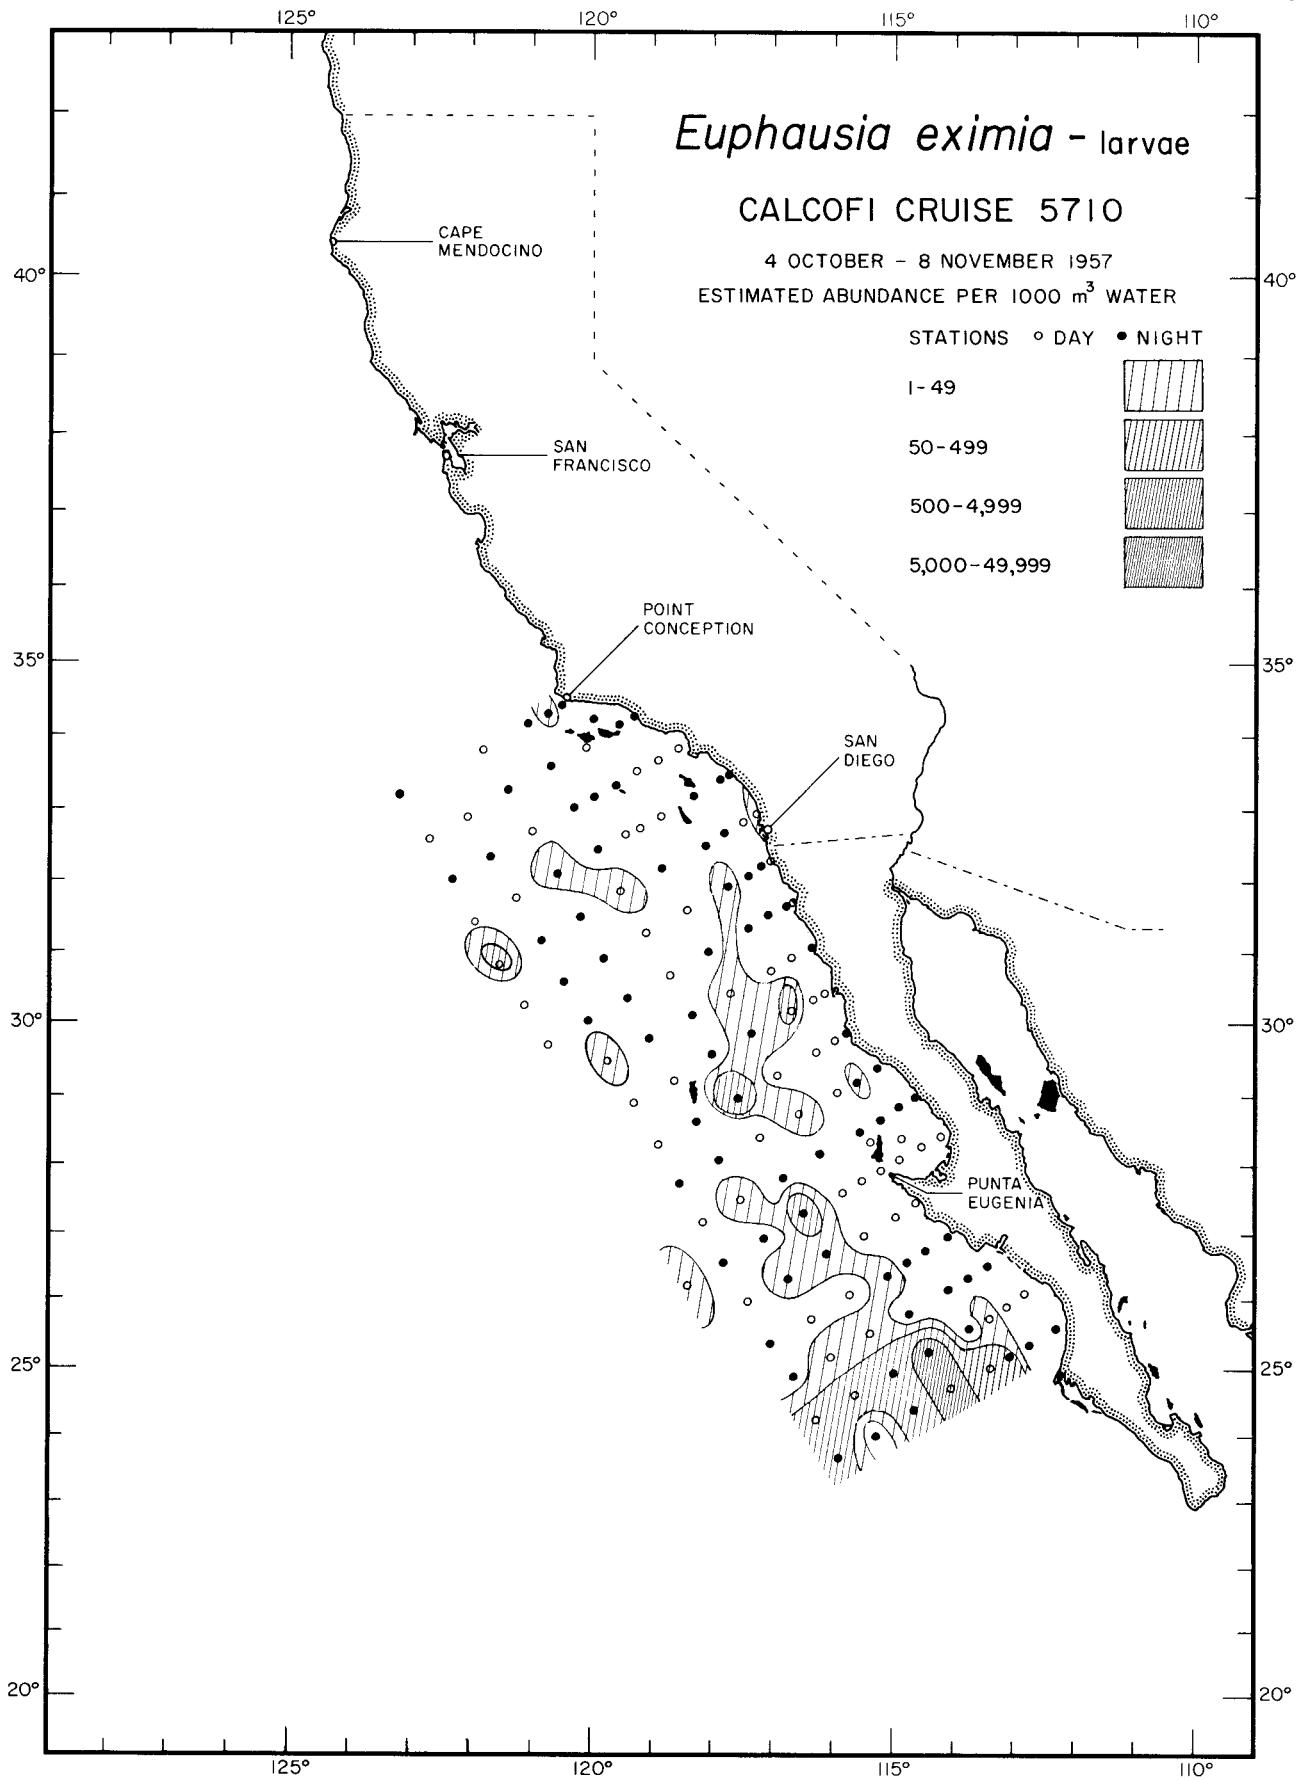 125° 120° 115° 110°
Euphausia eximia - larvae
CALCOFI CRUISE 5710
4 OCTOBER - 8 NOVEMBER 1957
ESTIMATED ABUNDANCE PER 1000 m³ WATER
STATIONS ○ DAY ● NIGHT
1-49
50-499
500-4,999
5,000-49,999
CAPE
MENDOCINO
40° 40°
SAN
FRANCISCO
POINT
CONCEPTION
35° 35°
SAN
DIEGO
30° 30°
PUNTA
EUGENIA
25° 25°
20° 20°
125° 120° 115° 110°